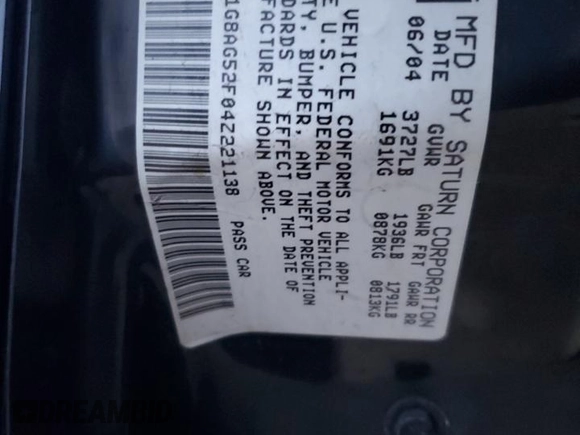 MFD BY SATURN CORPORATION
DATE GVWR GAWR FRT GAWR RR
06/04 3727LB 1936LB 1791LB
1691KG 0878KG 0813KG
VEHICLE CONFORMS TO ALL APPLI-
U.S. FEDERAL MOTOR VEHICLE
BUMPER, AND THEFT PREVENTION
IN EFFECT ON THE DATE OF
FACTURE SHOWN ABOVE.
1G8AG52F04Z221138 PASS CAR
DREAMBID